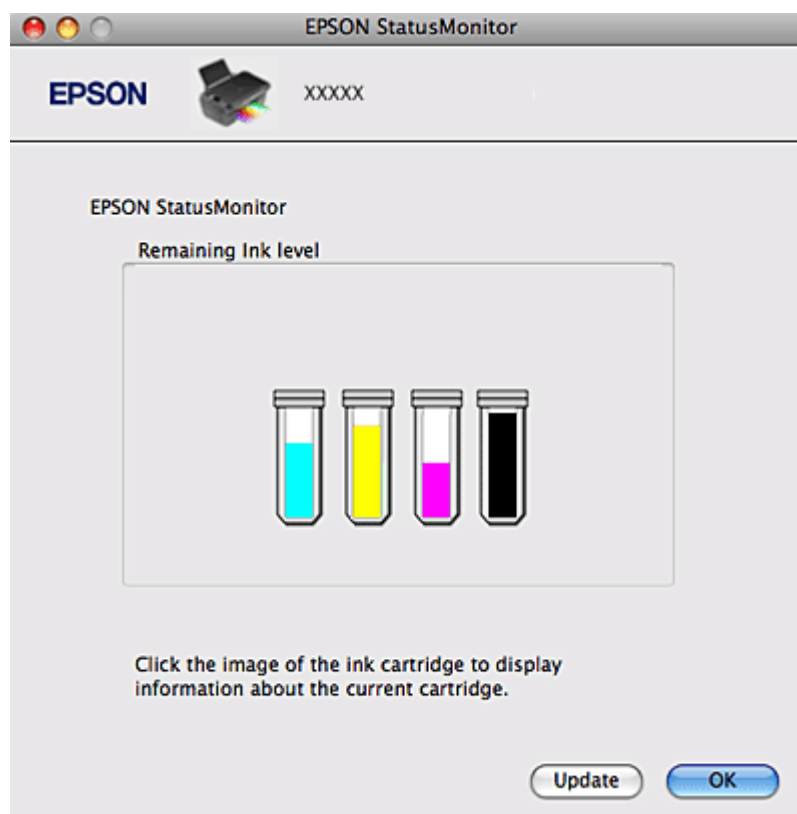 EPSON StatusMonitor
EPSON XXXXX
EPSON StatusMonitor
Remaining Ink level
Click the image of the ink cartridge to display
information about the current cartridge.
Update OK